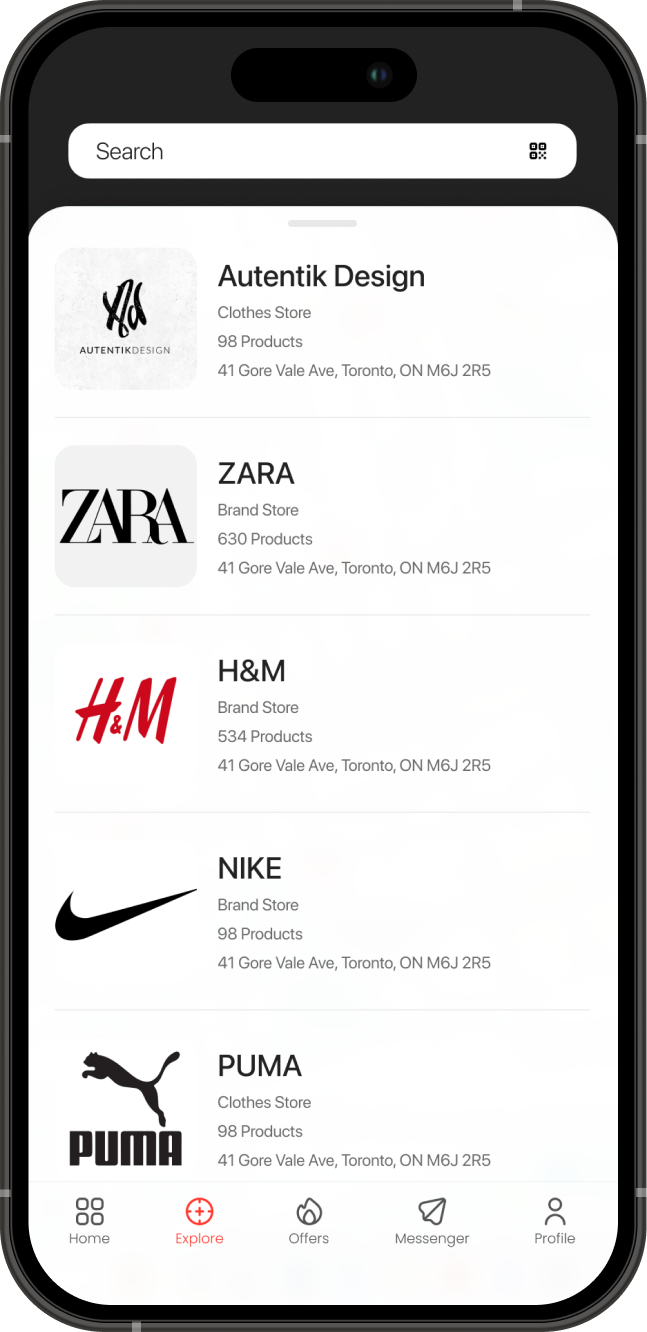 Search
Autentik Design
AUTENTIKDESIGN
Clothes Store
98 Products
41 Gore Vale Ave, Toronto, ON M6J 2R5
ZARA
ZARA
Brand Store
630 Products
41 Gore Vale Ave, Toronto, ON M6J 2R5
H&M
H&M
Brand Store
534 Products
41 Gore Vale Ave, Toronto, ON M6J 2R5
NIKE
Brand Store
98 Products
41 Gore Vale Ave, Toronto, ON M6J 2R5
PUMA
PUMA
Clothes Store
98 Products
41 Gore Vale Ave, Toronto, ON M6J 2R5
Home
Explore
Offers
Messenger
Profile